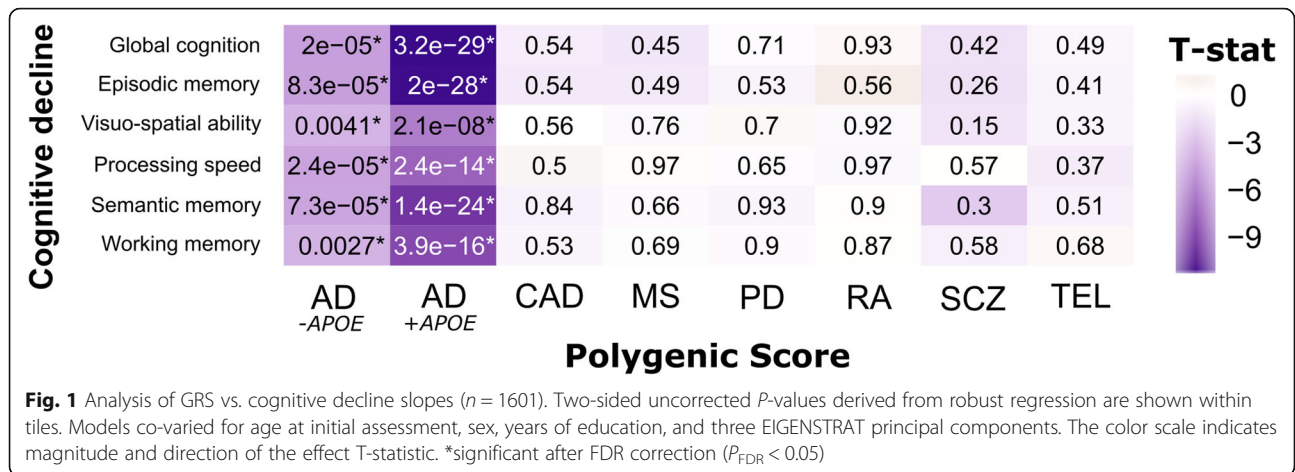 Cognitive decline
Global cognition 2e−05* 3.2e−29* 0.54 0.45 0.71 0.93 0.42 0.49
Episodic memory 8.3e−05* 2e−28* 0.54 0.49 0.53 0.56 0.26 0.41
Visuo-spatial ability 0.0041* 2.1e−08* 0.56 0.76 0.7 0.92 0.15 0.33
Processing speed 2.4e−05* 2.4e−14* 0.5 0.97 0.65 0.97 0.57 0.37
Semantic memory 7.3e−05* 1.4e−24* 0.84 0.66 0.93 0.9 0.3 0.51
Working memory 0.0027* 3.9e−16* 0.53 0.69 0.9 0.87 0.58 0.68
AD AD CAD MS PD RA SCZ TEL
-APOE +APOE
Polygenic Score
T-stat
0
−3
−6
−9
Fig. 1 Analysis of GRS vs. cognitive decline slopes (n = 1601). Two-sided uncorrected P-values derived from robust regression are shown within
tiles. Models co-varied for age at initial assessment, sex, years of education, and three EIGENSTRAT principal components. The color scale indicates
magnitude and direction of the effect T-statistic. *significant after FDR correction (PFDR < 0.05)